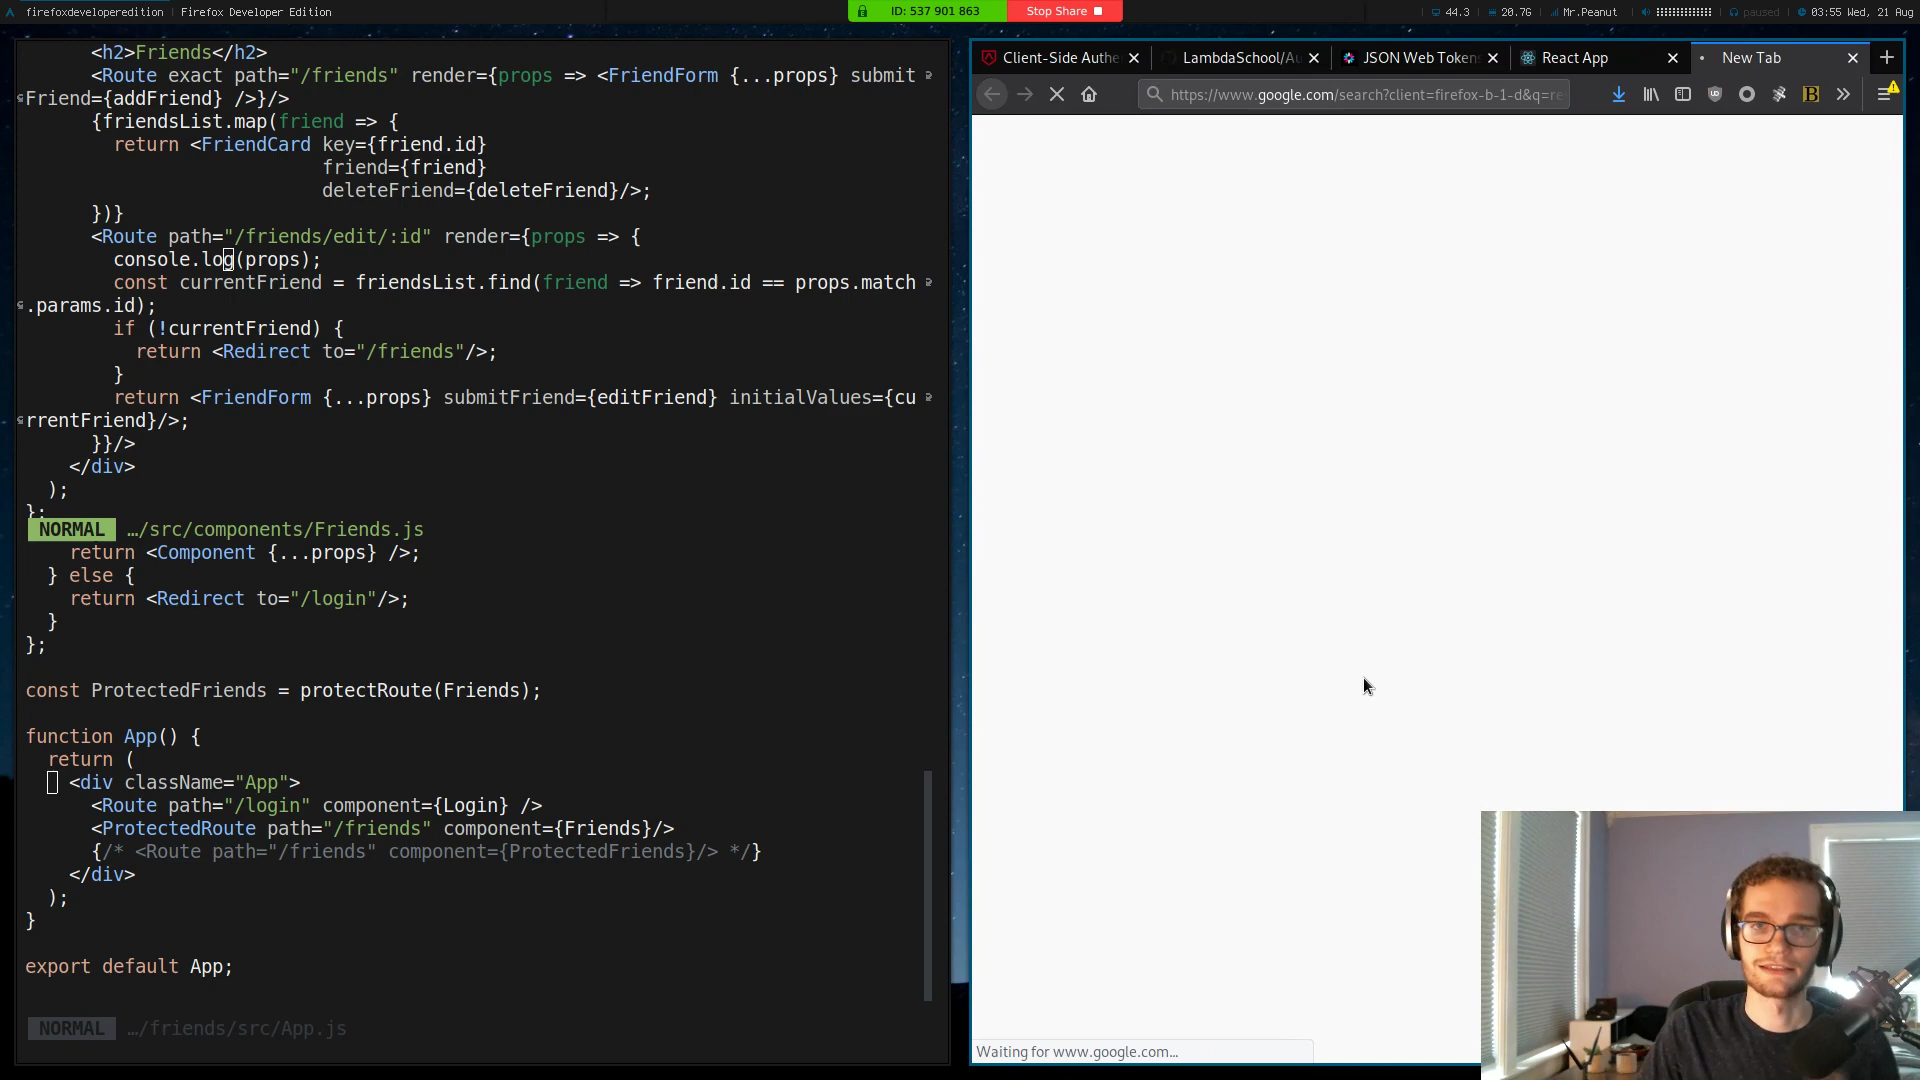 firefoxdeveloperedition | Firefox Developer Edition
ID: 537 901 863
Stop Share
44.3
20.7G
Mr.Peanut
paused
03:55 Wed, 21 Aug
<h2>Friends</h2>
<Route exact path="/friends" render={props => <FriendForm {...props} submit
Friend={addFriend} />}/>
{friendsList.map(friend => {
return <FriendCard key={friend.id}
friend={friend}
deleteFriend={deleteFriend}/>;
})}
<Route path="/friends/edit/:id" render={props => {
console.log(props);
const currentFriend = friendsList.find(friend => friend.id == props.match
.params.id);
if (!currentFriend) {
return <Redirect to="/friends"/>;
}
return <FriendForm {...props} submitFriend={editFriend} initialValues={cu
rrentFriend}/>;
}}/>
</div>
);
};
NORMAL …/src/components/Friends.js
return <Component {...props} />;
} else {
return <Redirect to="/login"/>;
}
};
const ProtectedFriends = protectRoute(Friends);
function App() {
return (
<div className="App">
<Route path="/login" component={Login} />
<ProtectedRoute path="/friends" component={Friends}/>
{/* <Route path="/friends" component={ProtectedFriends}/> */}
</div>
);
}
export default App;
NORMAL …/friends/src/App.js
Client-Side Authe
LambdaSchool/Au
JSON Web Tokens
React App
New Tab
https://www.google.com/search?client=firefox-b-1-d&q=re
B
Waiting for www.google.com…